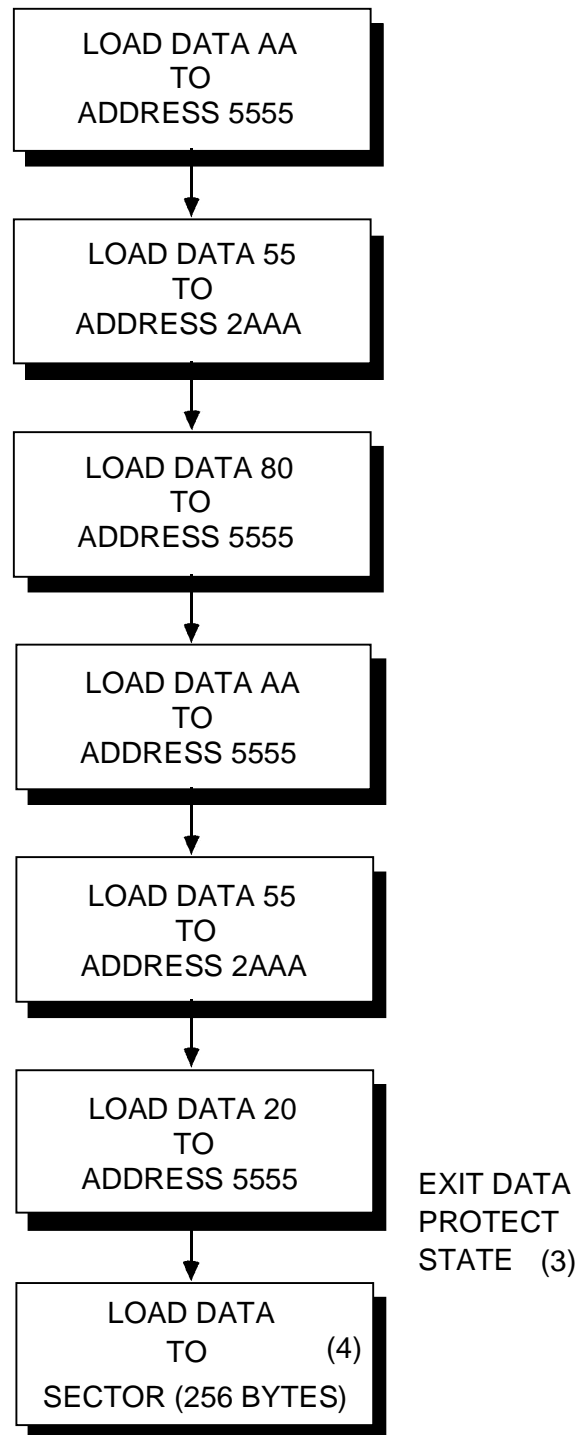 LOAD DATA AA
TO
ADDRESS 5555
LOAD DATA 55
TO
ADDRESS 2AAA
LOAD DATA 80
TO
ADDRESS 5555
LOAD DATA AA
TO
ADDRESS 5555
LOAD DATA 55
TO
ADDRESS 2AAA
LOAD DATA 20
TO
ADDRESS 5555
EXIT DATA
PROTECT
STATE (3)
LOAD DATA
TO (4)
SECTOR (256 BYTES)